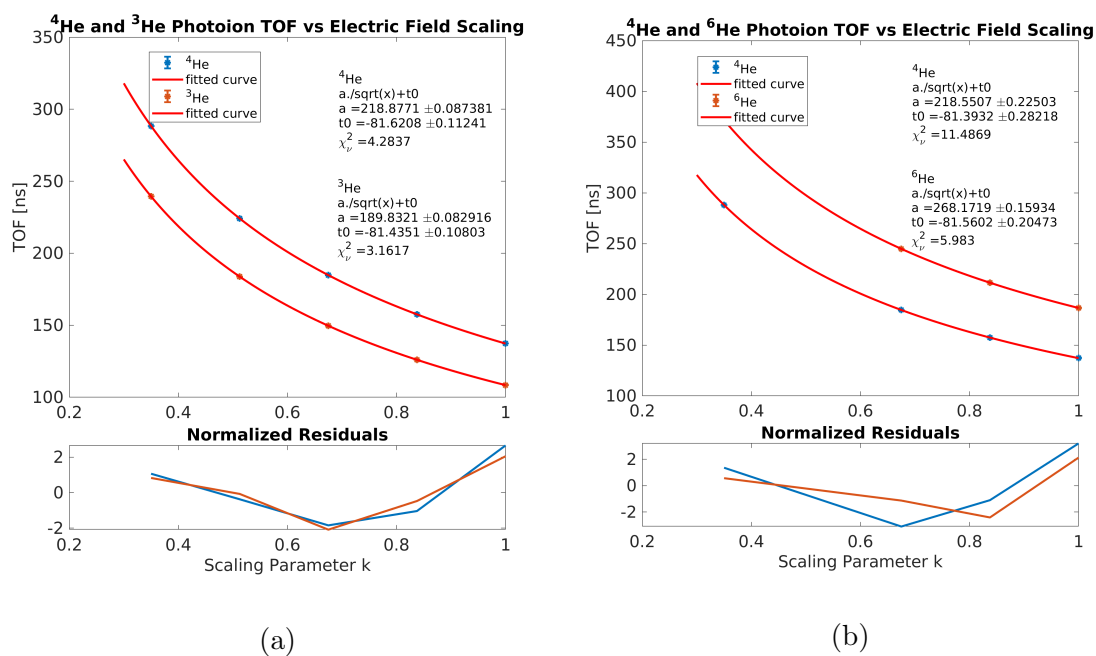 ⁴He and ³He Photoion TOF vs Electric Field Scaling
350
300
250
200
150
100
TOF [ns]
⁴He
fitted curve
³He
fitted curve
⁴He
a./sqrt(x)+t0
a =218.8771 ±0.087381
t0 =-81.6208 ±0.11241
χ²ᵥ =4.2837
³He
a./sqrt(x)+t0
a =189.8321 ±0.082916
t0 =-81.4351 ±0.10803
χ²ᵥ =3.1617
0.2 0.4 0.6 0.8 1
Normalized Residuals
2
0
-2
0.2 0.4 0.6 0.8 1
Scaling Parameter k
(a)
⁴He and ⁶He Photoion TOF vs Electric Field Scaling
450
400
350
300
250
200
150
100
TOF [ns]
⁴He
fitted curve
⁶He
fitted curve
⁴He
a./sqrt(x)+t0
a =218.5507 ±0.22503
t0 =-81.3932 ±0.28218
χ²ᵥ =11.4869
⁶He
a./sqrt(x)+t0
a =268.1719 ±0.15934
t0 =-81.5602 ±0.20473
χ²ᵥ =5.983
0.2 0.4 0.6 0.8 1
Normalized Residuals
2
0
-2
0.2 0.4 0.6 0.8 1
Scaling Parameter k
(b)